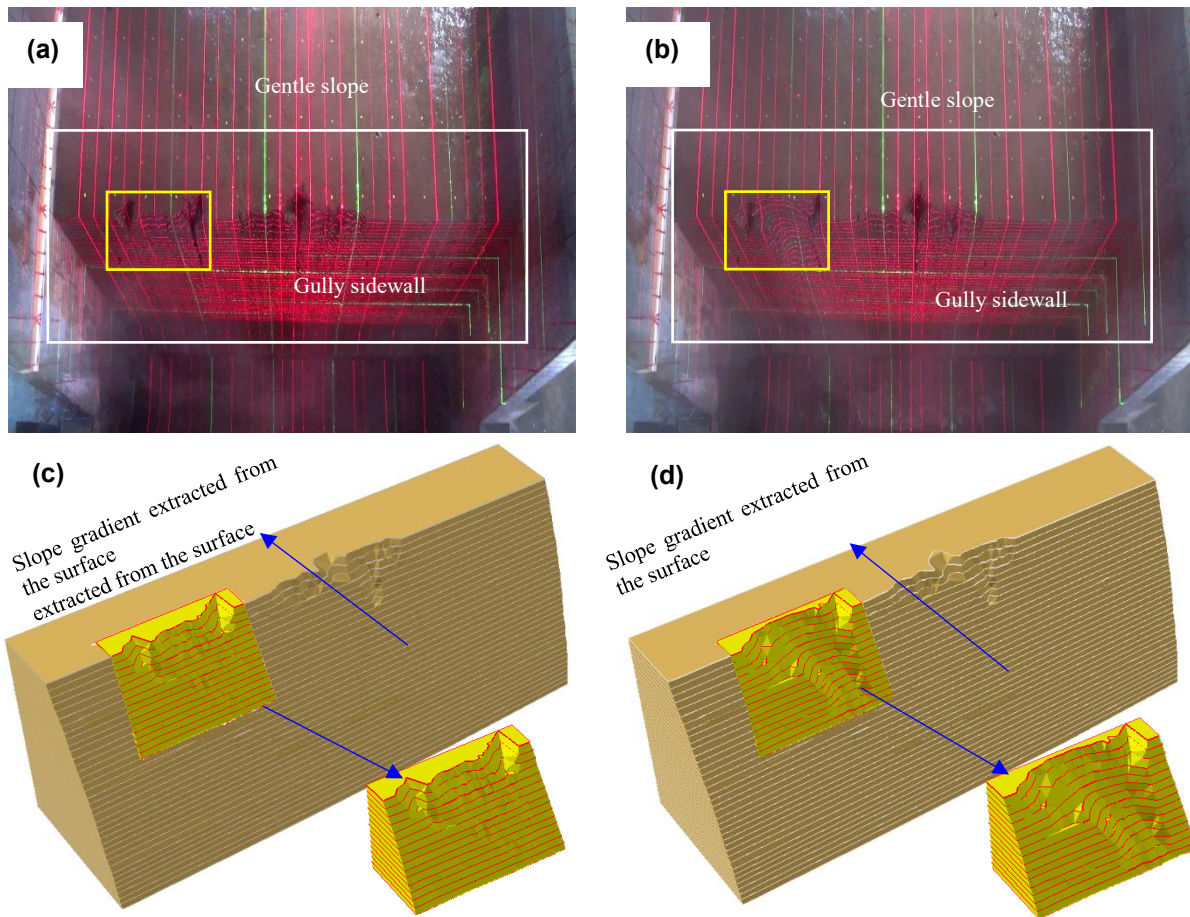 (a)
Gentle slope
Gully sidewall
(b)
Gentle slope
Gully sidewall
(c)
Slope gradient extracted from
the surface
extracted from the surface
(d)
Slope gradient extracted from
the surface